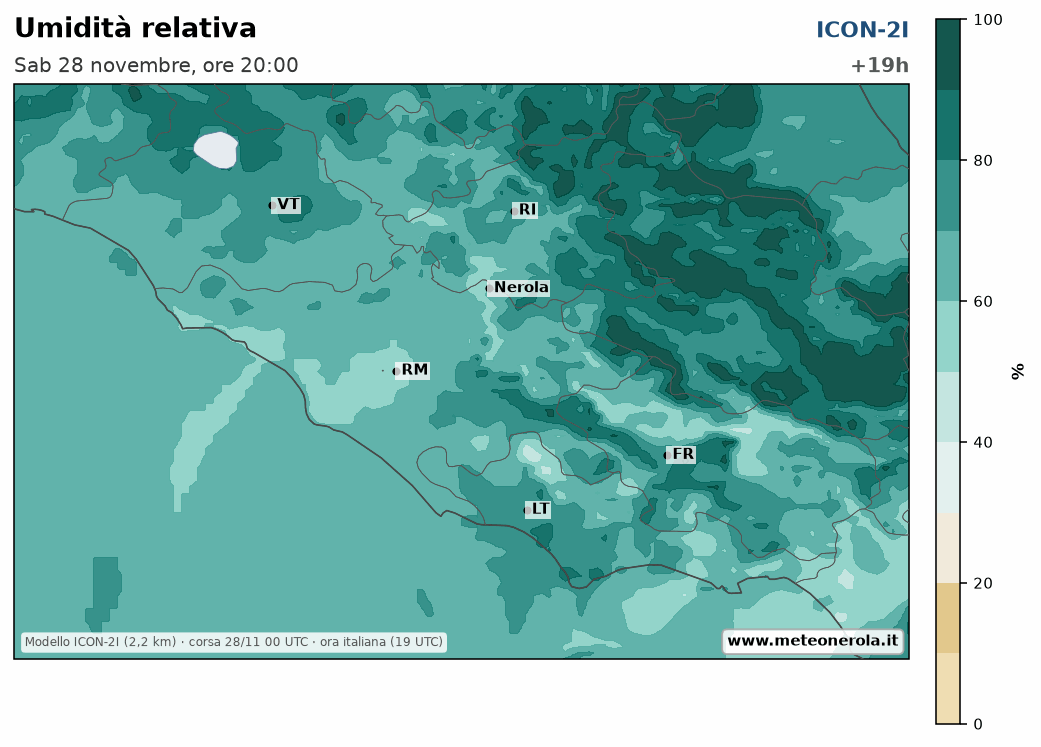 Umidità relativa
ICON-2I
Sab 28 novembre, ore 20:00
+19h
100
80
60
40
20
0
%
VT
RI
Nerola
RM
FR
LT
Modello ICON-2I (2,2 km) · corsa 28/11 00 UTC · ora italiana (19 UTC)
www.meteonerola.it